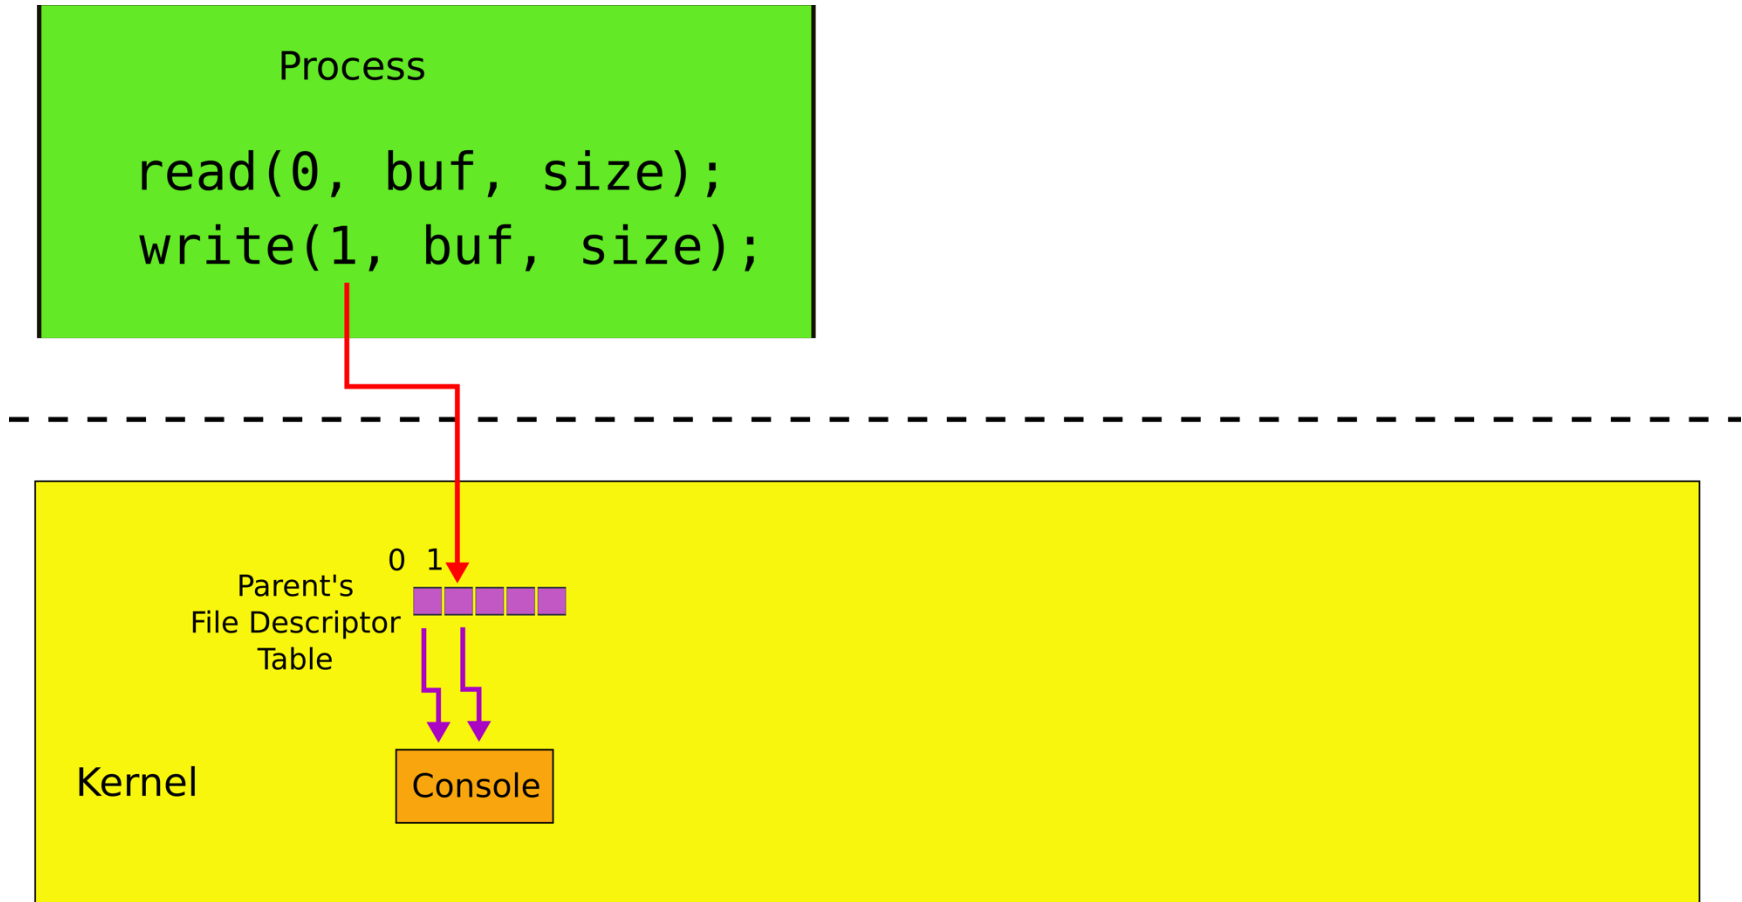 Process
read(0, buf, size);
write(1, buf, size);
0 1
Parent's
File Descriptor
Table
Kernel
Console